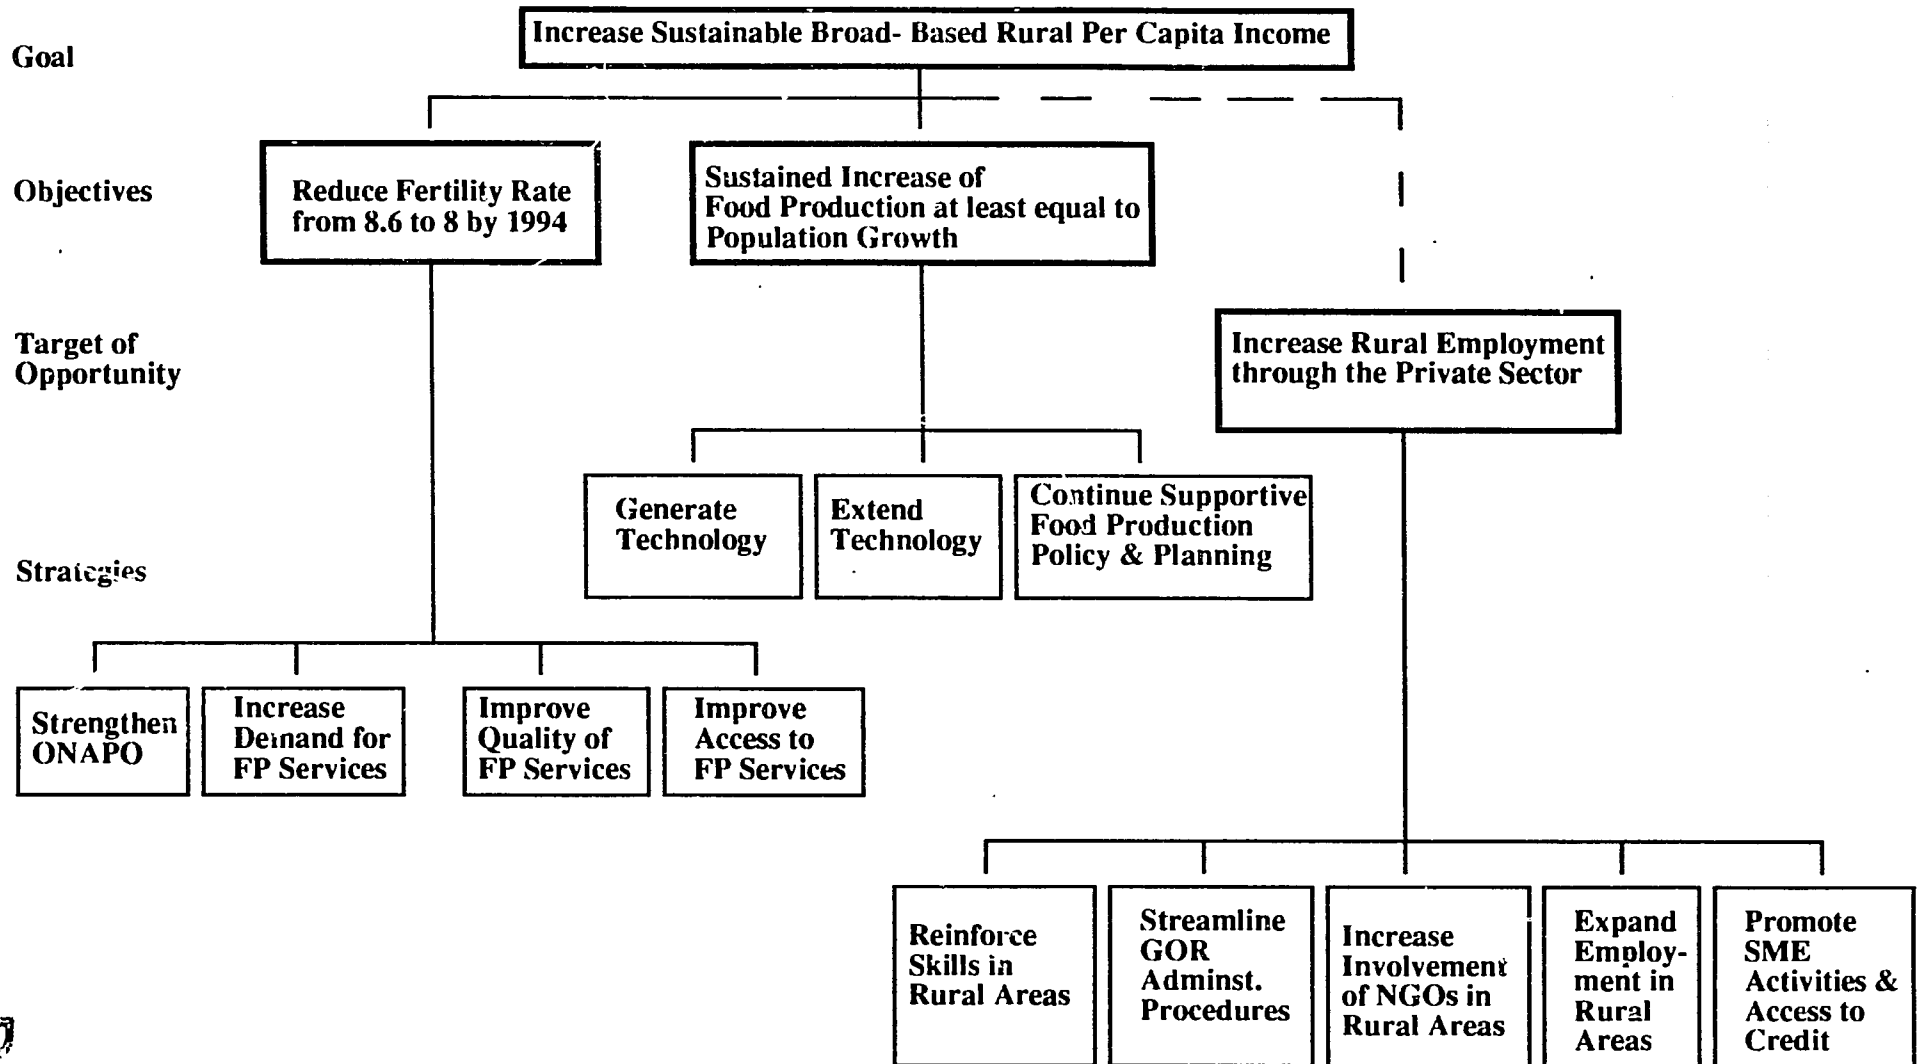 Goal
Increase Sustainable Broad- Based Rural Per Capita Income
Objectives
Reduce Fertility Rate
from 8.6 to 8 by 1994
Sustained Increase of
Food Production at least equal to
Population Growth
Target of
Opportunity
Increase Rural Employment
through the Private Sector
Strategies
Generate
Technology
Extend
Technology
Continue Supportive
Food Production
Policy & Planning
Strengthen
ONAPO
Increase
Demand for
FP Services
Improve
Quality of
FP Services
Improve
Access to
FP Services
Reinforce
Skills in
Rural Areas
Streamline
GOR
Adminst.
Procedures
Increase
Involvement
of NGOs in
Rural Areas
Expand
Employ-
ment in
Rural
Areas
Promote
SME
Activities &
Access to
Credit